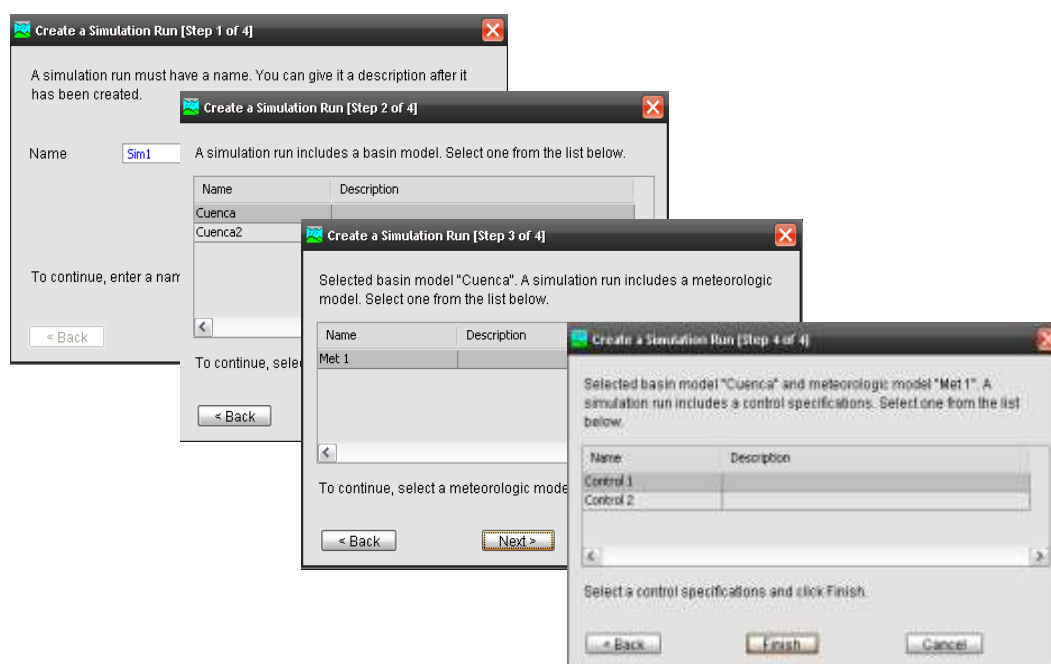 Create a Simulation Run [Step 1 of 4]
A simulation run must have a name. You can give it a description after it
has been created.
Name Sim1
To continue, enter a nam
< Back
Create a Simulation Run [Step 2 of 4]
A simulation run includes a basin model. Select one from the list below.
Name Description
Cuenca
Cuenca2
To continue, sele
< Back
Create a Simulation Run [Step 3 of 4]
Selected basin model "Cuenca". A simulation run includes a meteorologic
model. Select one from the list below.
Name Description
Met 1
To continue, select a meteorologic mode
< Back Next >
Create a Simulation Run [Step 4 of 4]
Selected basin model "Cuenca" and meteorologic model "Met 1". A
simulation run includes a control specifications. Select one from the list
below.
Name Description
Control 1
Control 2
Select a control specifications and click Finish.
< Back Finish Cancel